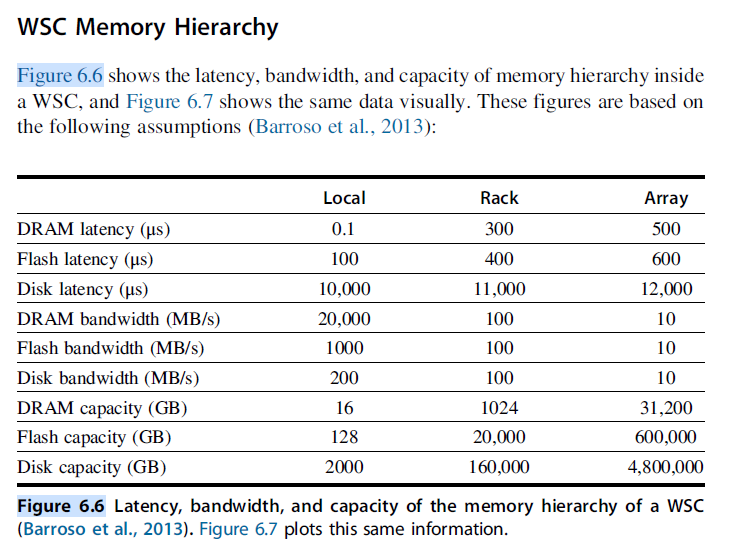 WSC Memory Hierarchy
Figure 6.6 shows the latency, bandwidth, and capacity of memory hierarchy inside
a WSC, and Figure 6.7 shows the same data visually. These figures are based on
the following assumptions (Barroso et al., 2013):
Local Rack Array
DRAM latency (μs) 0.1 300 500
Flash latency (μs) 100 400 600
Disk latency (μs) 10,000 11,000 12,000
DRAM bandwidth (MB/s) 20,000 100 10
Flash bandwidth (MB/s) 1000 100 10
Disk bandwidth (MB/s) 200 100 10
DRAM capacity (GB) 16 1024 31,200
Flash capacity (GB) 128 20,000 600,000
Disk capacity (GB) 2000 160,000 4,800,000
Figure 6.6 Latency, bandwidth, and capacity of the memory hierarchy of a WSC
(Barroso et al., 2013). Figure 6.7 plots this same information.